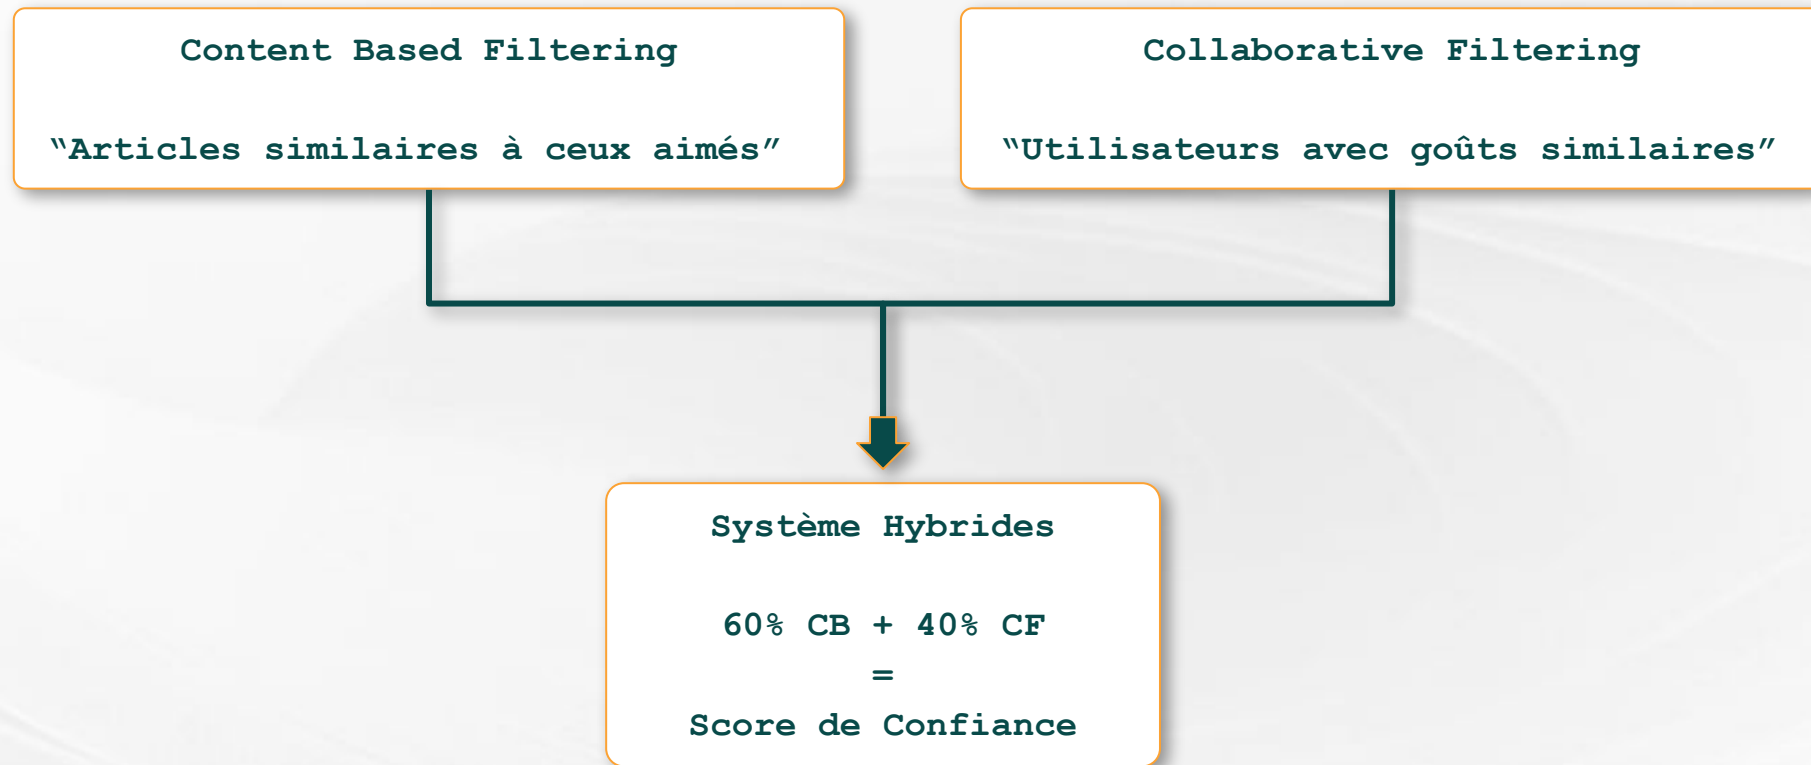 Content Based Filtering
“Articles similaires à ceux aimés”
Collaborative Filtering
“Utilisateurs avec goûts similaires”
Système Hybrides
60% CB + 40% CF
=
Score de Confiance